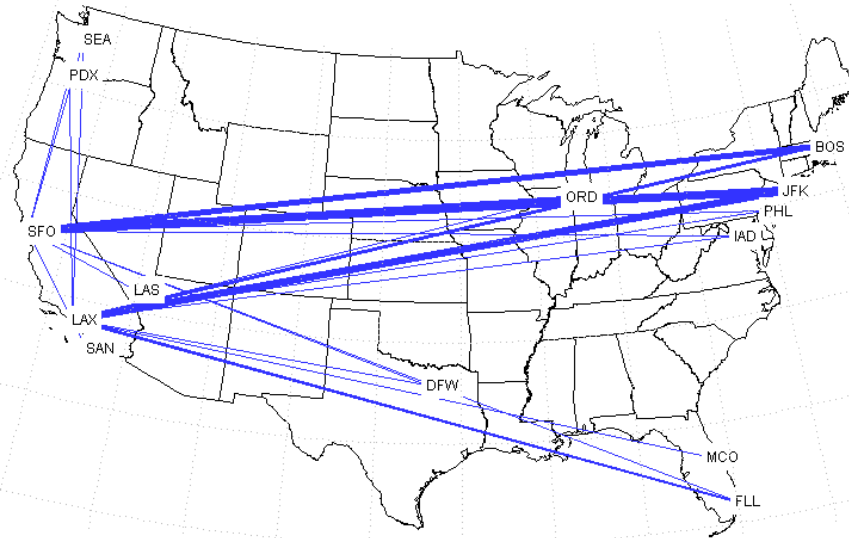 SEA
PDX
BOS
JFK
ORD
PHL
SFO
IAD
LAS
LAX
SAN
DFW
MCO
FLL